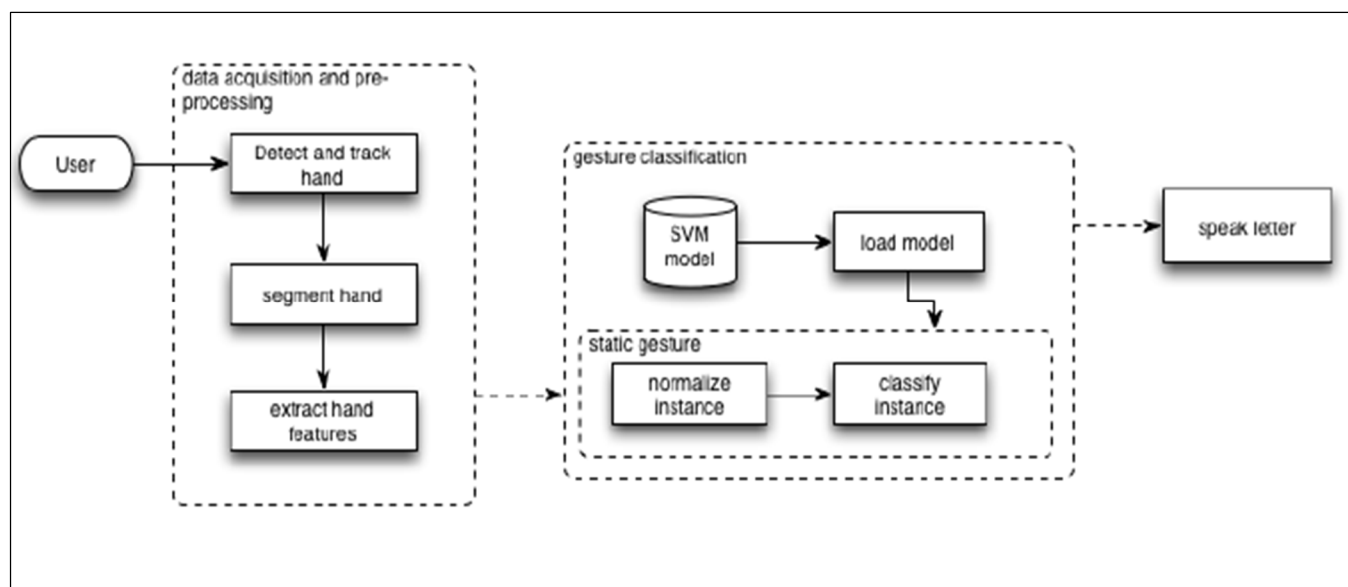 data acquisition and pre-
processing
User
Detect and track
hand
segment hand
extract hand
features
gesture classification
SVM
model
load model
static gesture
normalize
instance
classify
instance
speak letter